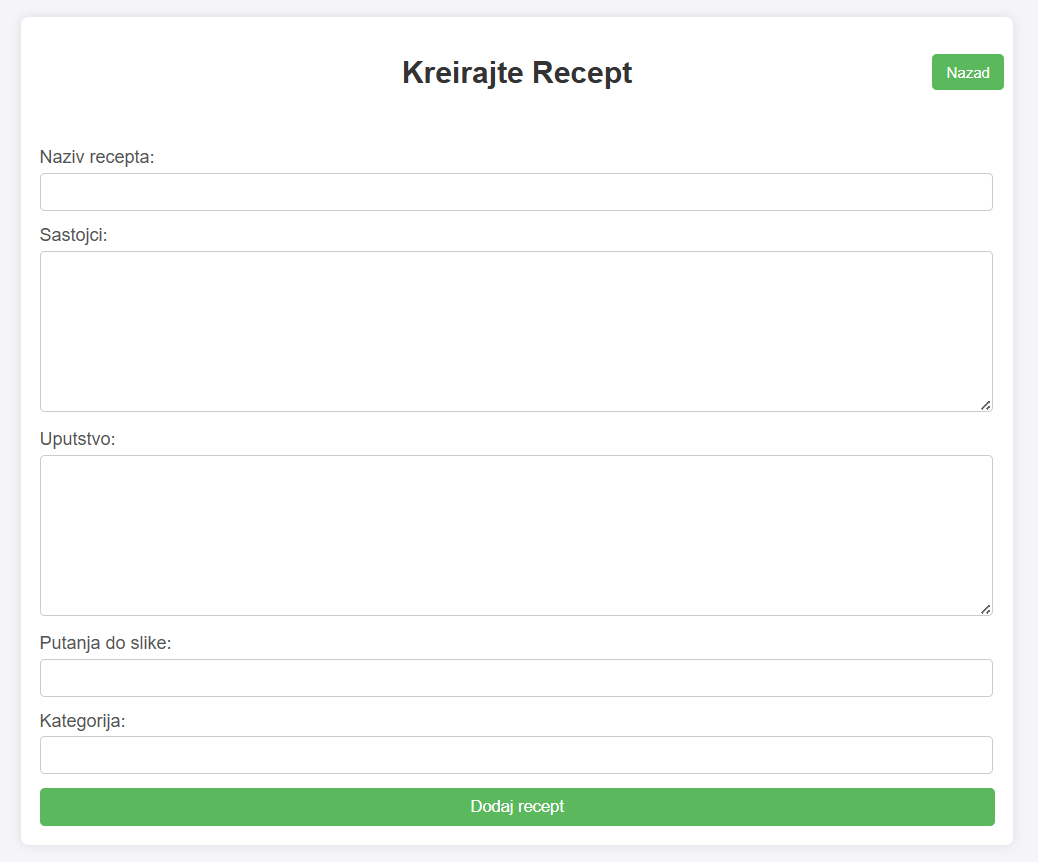 Kreirajte Recept
Nazad
Naziv recepta:
Sastojci:
Uputstvo:
Putanja do slike:
Kategorija:
Dodaj recept